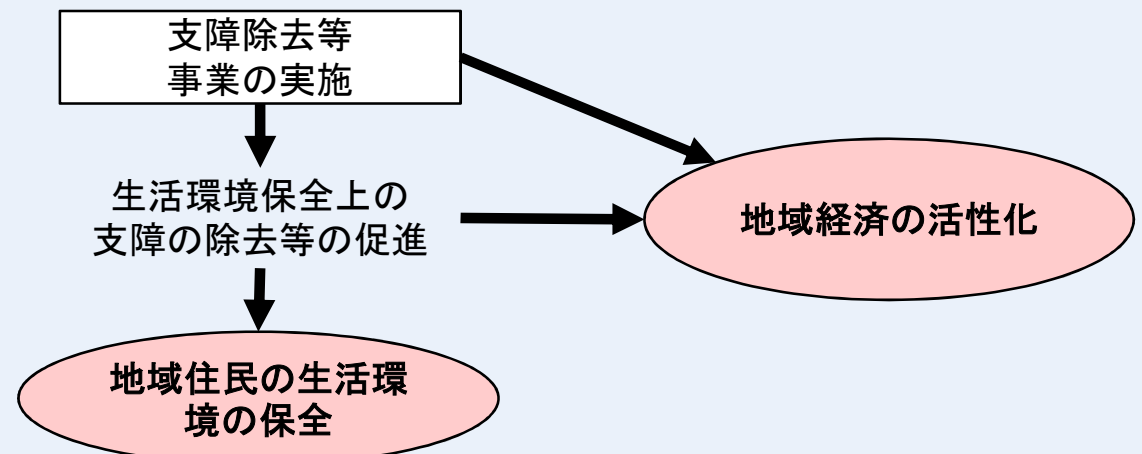 支障除去等
事業の実施
生活環境保全上の
支障の除去等の促進
地域経済の活性化
地域住民の生活環
境の保全